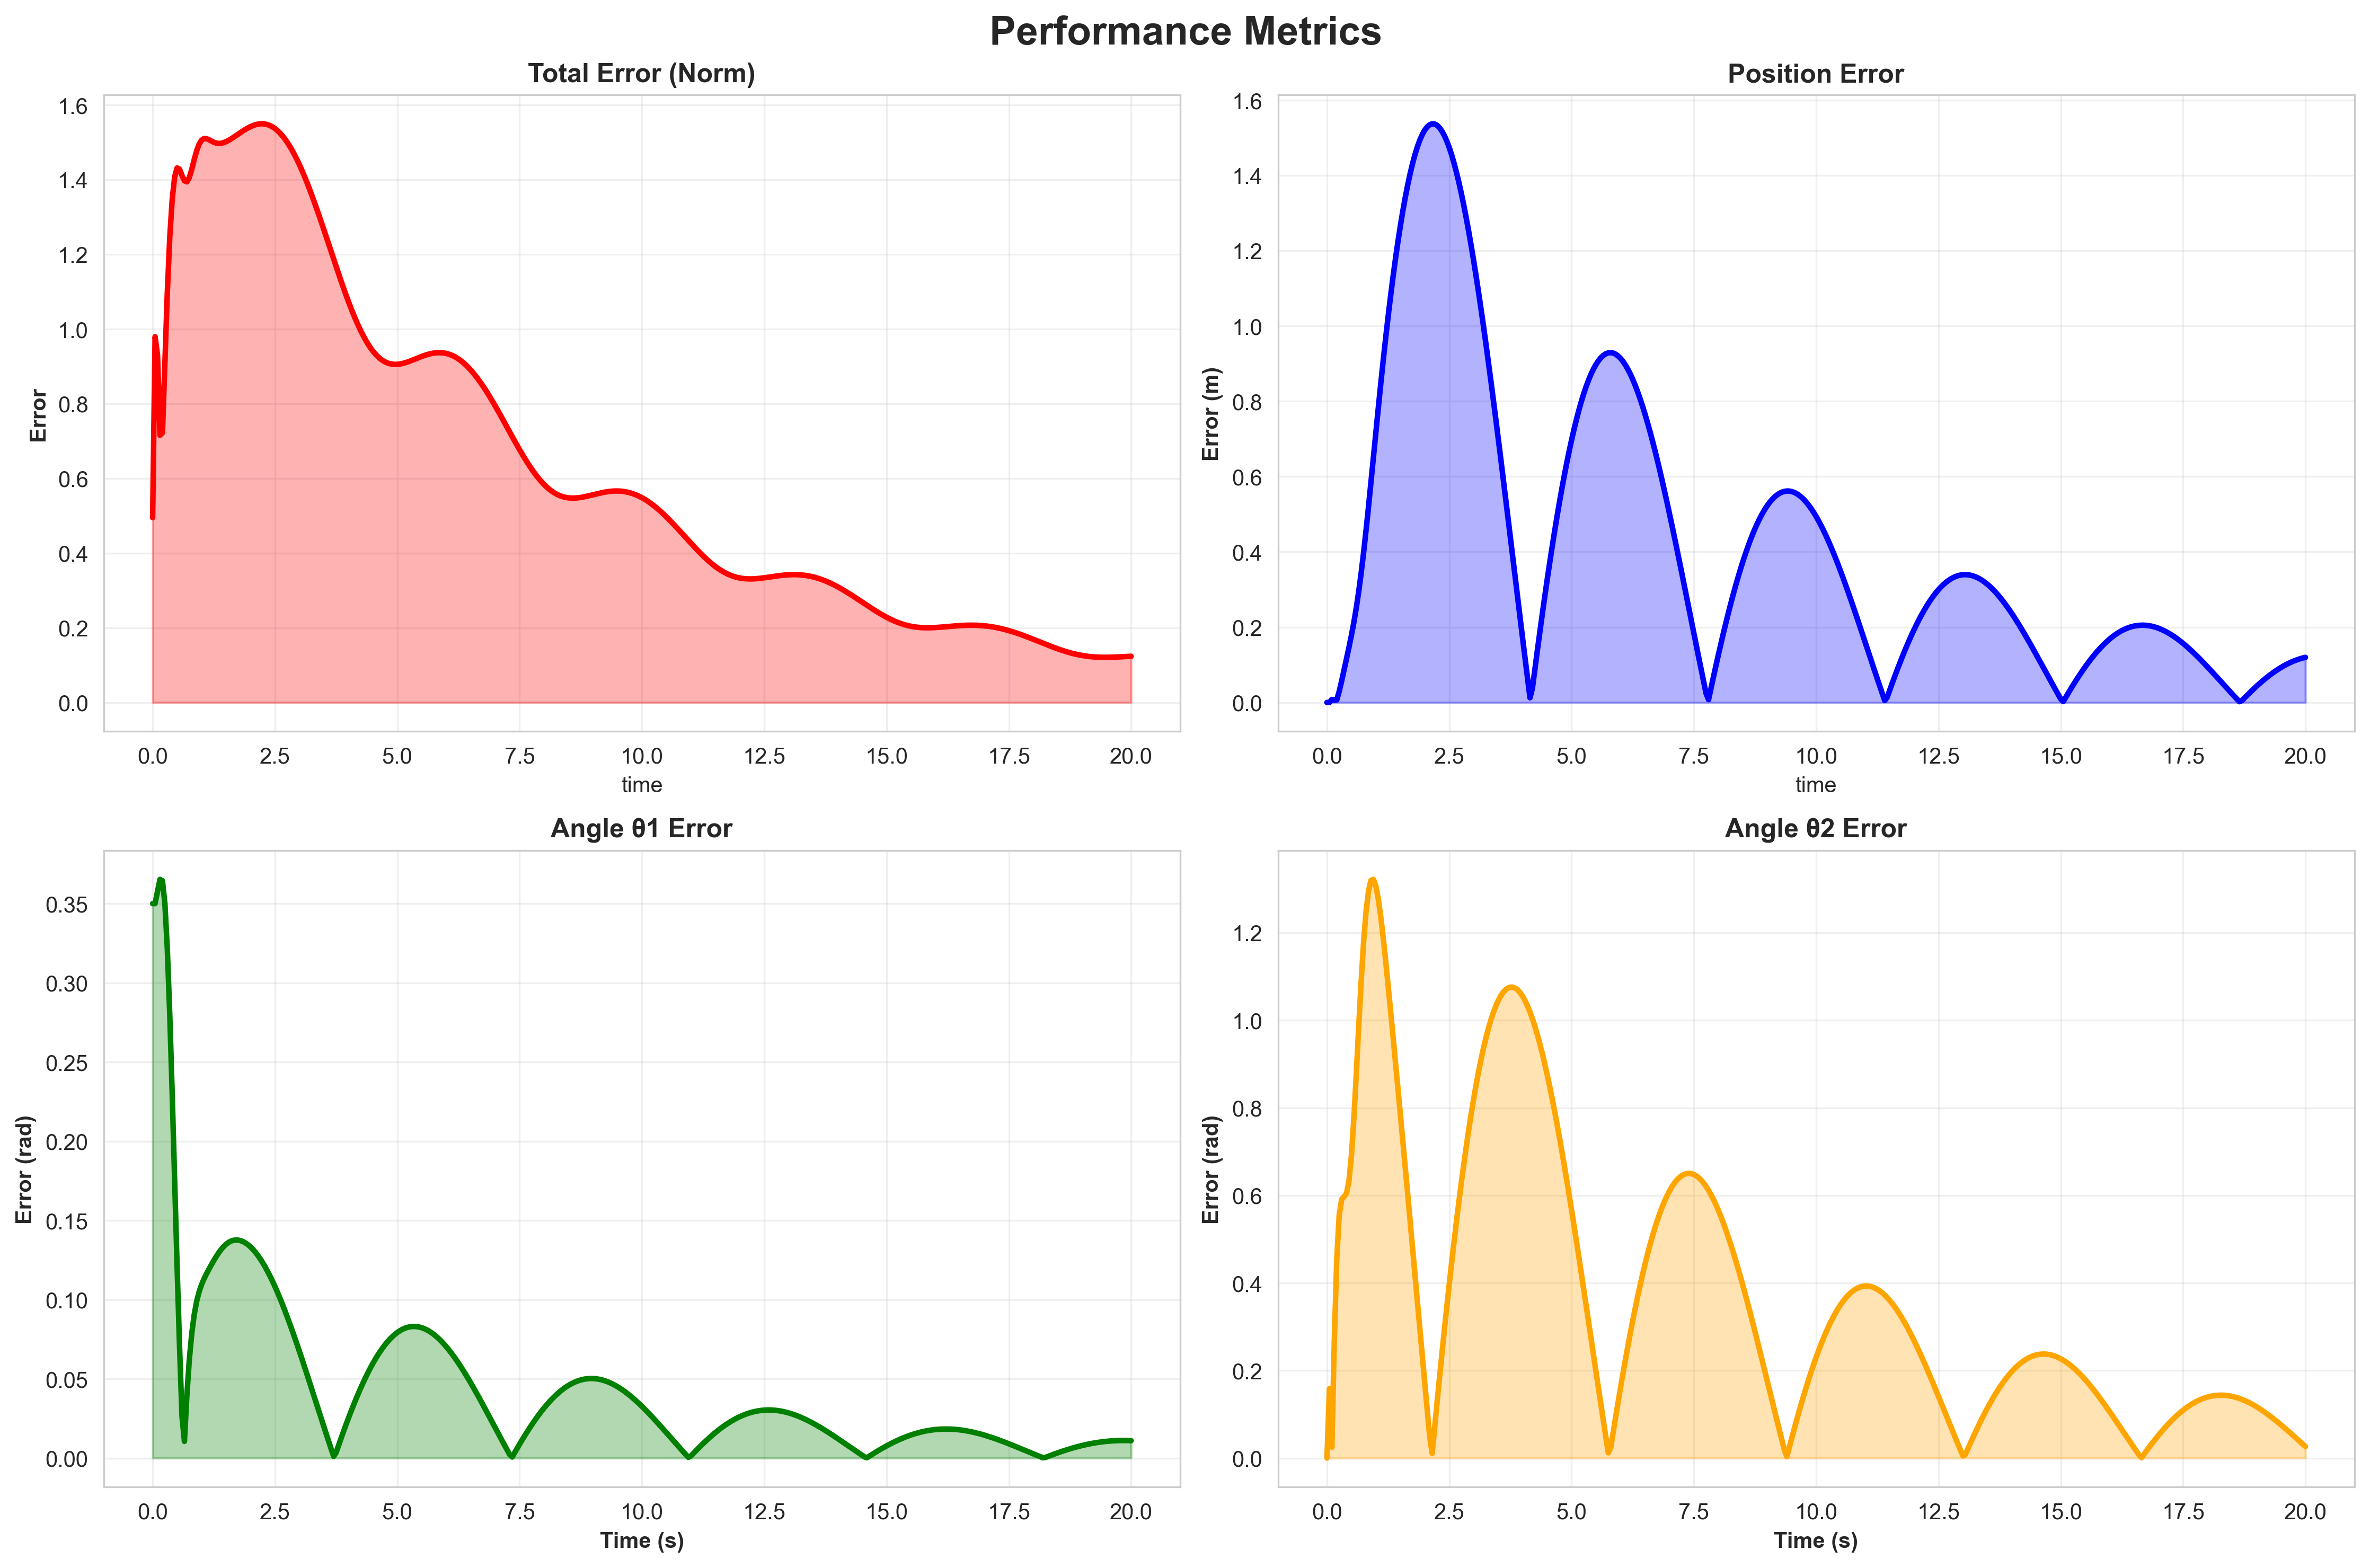 Performance Metrics
Total Error (Norm)
Error
1.6
1.4
1.2
1.0
0.8
0.6
0.4
0.2
0.0
0.0 2.5 5.0 7.5 10.0 12.5 15.0 17.5 20.0
time
Position Error
Error (m)
1.6
1.4
1.2
1.0
0.8
0.6
0.4
0.2
0.0
0.0 2.5 5.0 7.5 10.0 12.5 15.0 17.5 20.0
time
Angle θ1 Error
Error (rad)
0.35
0.30
0.25
0.20
0.15
0.10
0.05
0.00
0.0 2.5 5.0 7.5 10.0 12.5 15.0 17.5 20.0
Time (s)
Angle θ2 Error
Error (rad)
1.2
1.0
0.8
0.6
0.4
0.2
0.0
0.0 2.5 5.0 7.5 10.0 12.5 15.0 17.5 20.0
Time (s)